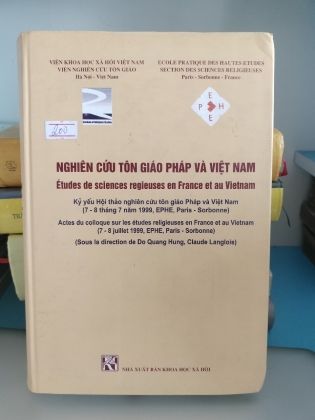 VIỆN KHOA HỌC XÃ HỘI VIỆT NAM
VIỆN NGHIÊN CỨU TÔN GIÁO
Hà Nội - Việt Nam
ECOLE PRATIQUE DES HAUTES ETUDES
SECTION DES SCIENCES RELIGIEUSES
Paris - Sorbonne - France
E
P H
E
200
NGHIÊN CỨU TÔN GIÁO PHÁP VÀ VIỆT NAM
Études de sciences regieuses en France et au Vietnam
Kỷ yếu Hội thảo nghiên cứu tôn giáo Pháp và Việt Nam
(7 - 8 tháng 7 năm 1999, EPHE, Paris - Sorbonne)
Actes du colloque sur les études religieuses en France et au Vietnam
(7 - 8 juillet 1999, EPHE, Paris - Sorbonne)
(Sous la direction de Do Quang Hung, Claude Langlois)
NHÀ XUẤT BẢN KHOA HỌC XÃ HỘI